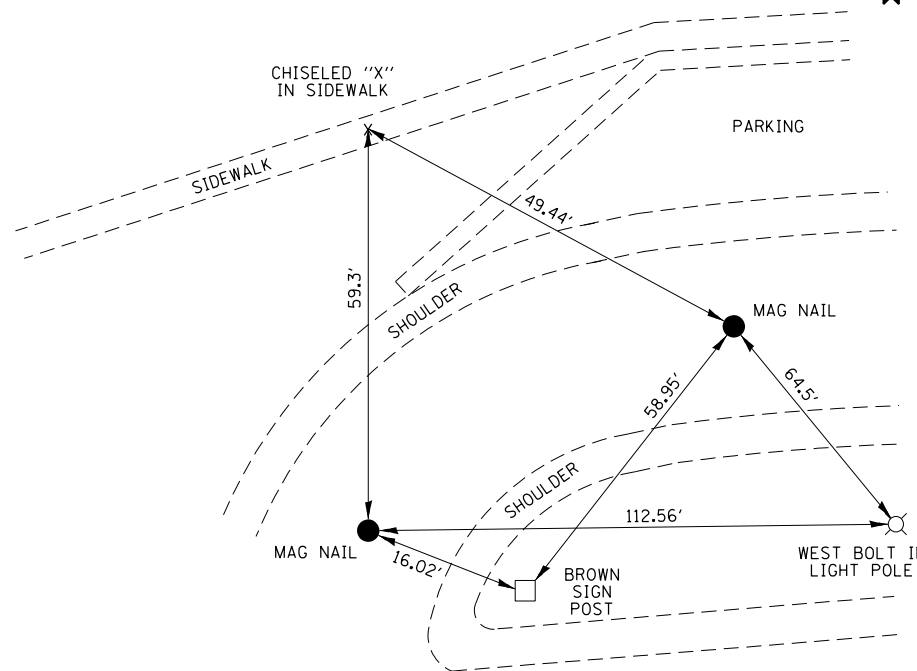 CHISELED "X"
IN SIDEWALK
PARKING
SIDEWALK
49.44'
59.3'
SHOULDER
MAG NAIL
58.95'
64.5'
SHOULDER
112.56'
MAG NAIL
16.02'
WEST BOLT
LIGHT POLE
BROWN
SIGN
POST